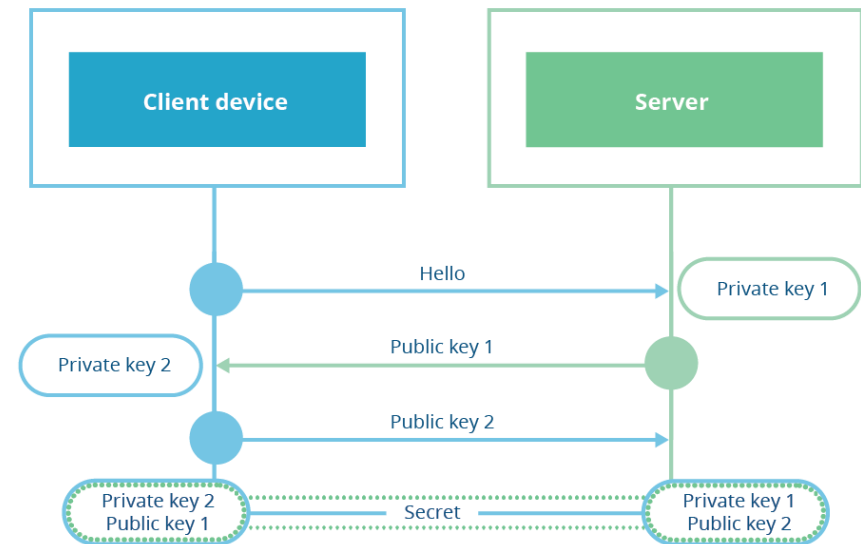 Client device
Server
Hello
Private key 1
Public key 1
Private key 2
Public key 2
Private key 2
Public key 1
Secret
Private key 1
Public key 2